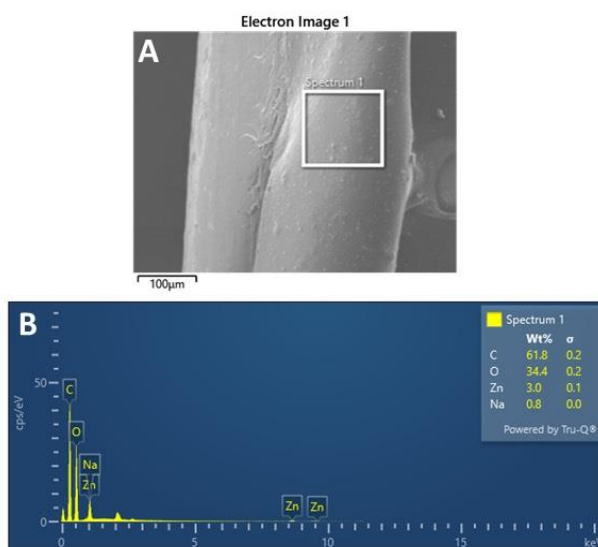 Electron Image 1
A
Spectrum 1
100µm
B
Spectrum 1
Wt% σ
C 61.8 0.2
O 34.4 0.2
Zn 3.0 0.1
Na 0.8 0.0
Powered by Tru-Q®
cps/eV
50
0
C
O
Na
Zn
Zn Zn
0 5 10 15 keV